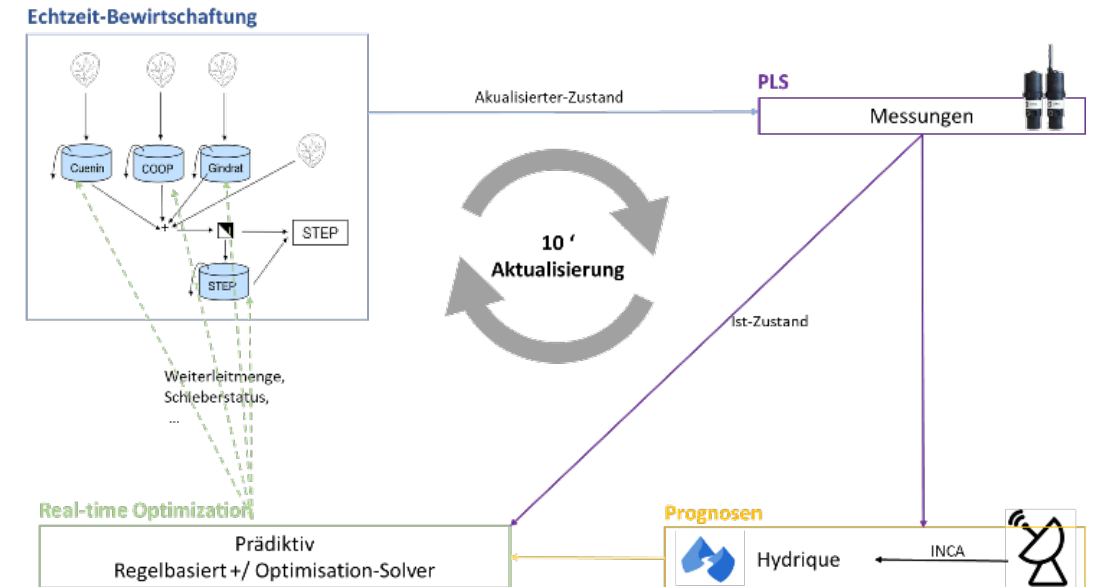 Echtzeit-Bewirtschaftung
Cuenin
COOP
Gindrat
+
STEP
STEP
Akualisierter-Zustand
PLS
Messungen
10 ‘
Aktualisierung
Ist-Zustand
Weiterleitmenge,
Schieberstatus,
...
Real-time Optimization
Prädiktiv
Regelbasiert +/ Optimisation-Solver
Prognosen
Hydrique
INCA